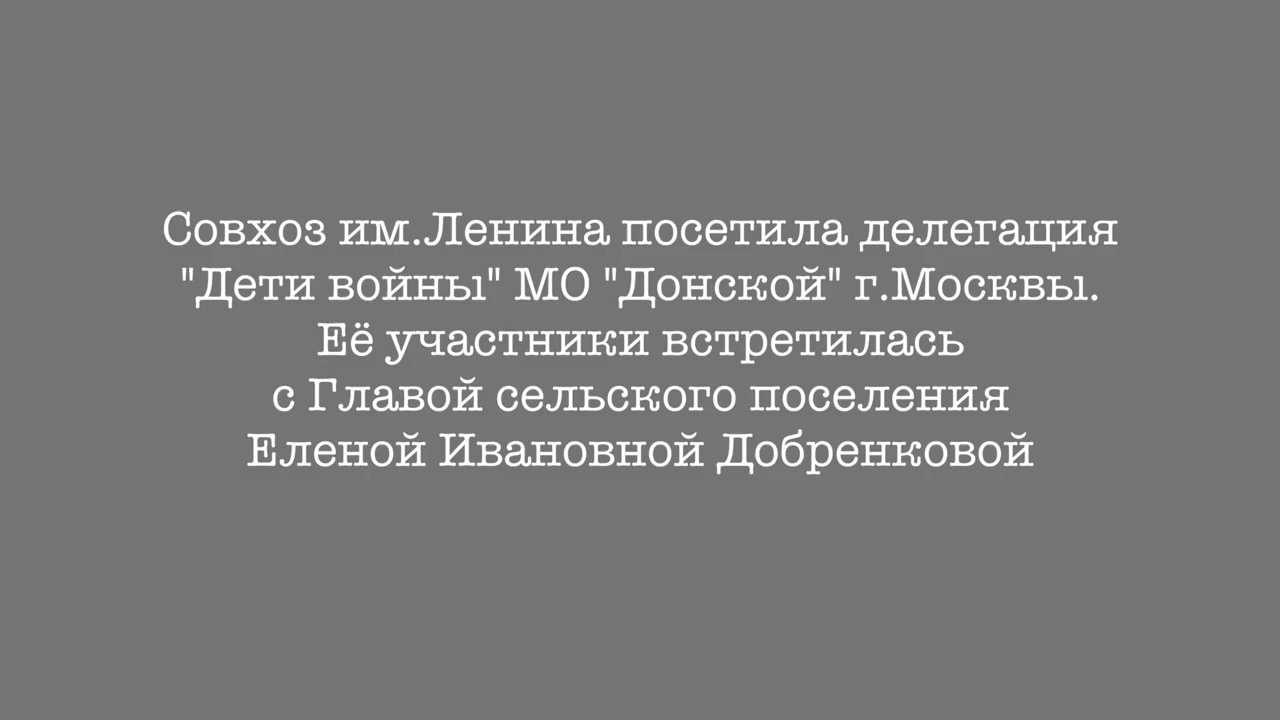 Совхоз им.Ленина посетила делегация
"Дети войны" МО "Донской" г.Москвы.
Её участники встретилась
с Главой сельского поселения
Еленой Ивановной Добренковой